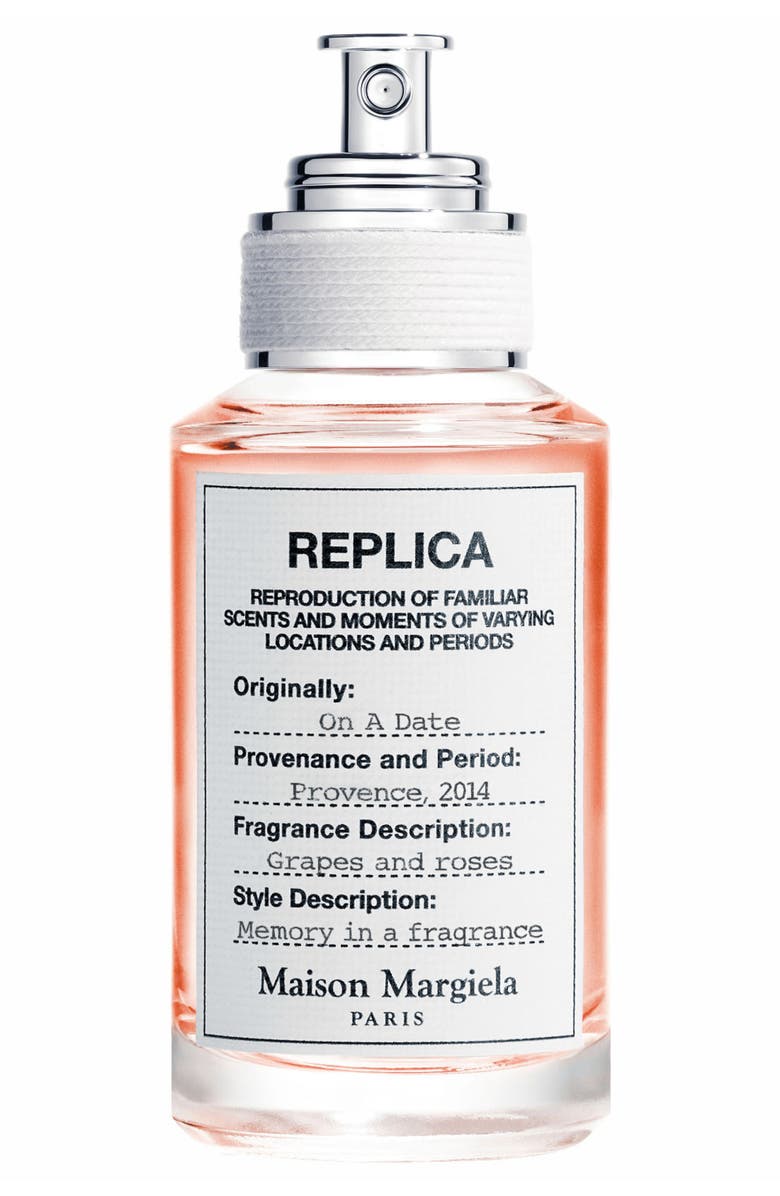 REPLICA
REPRODUCTION OF FAMILIAR
SCENTS AND MOMENTS OF VARYING
LOCATIONS AND PERIODS
Originally:
On A Date
Provenance and Period:
Provence, 2014
Fragrance Description:
Grapes and roses
Style Description:
Memory in a fragrance
Maison Margiela
PARIS